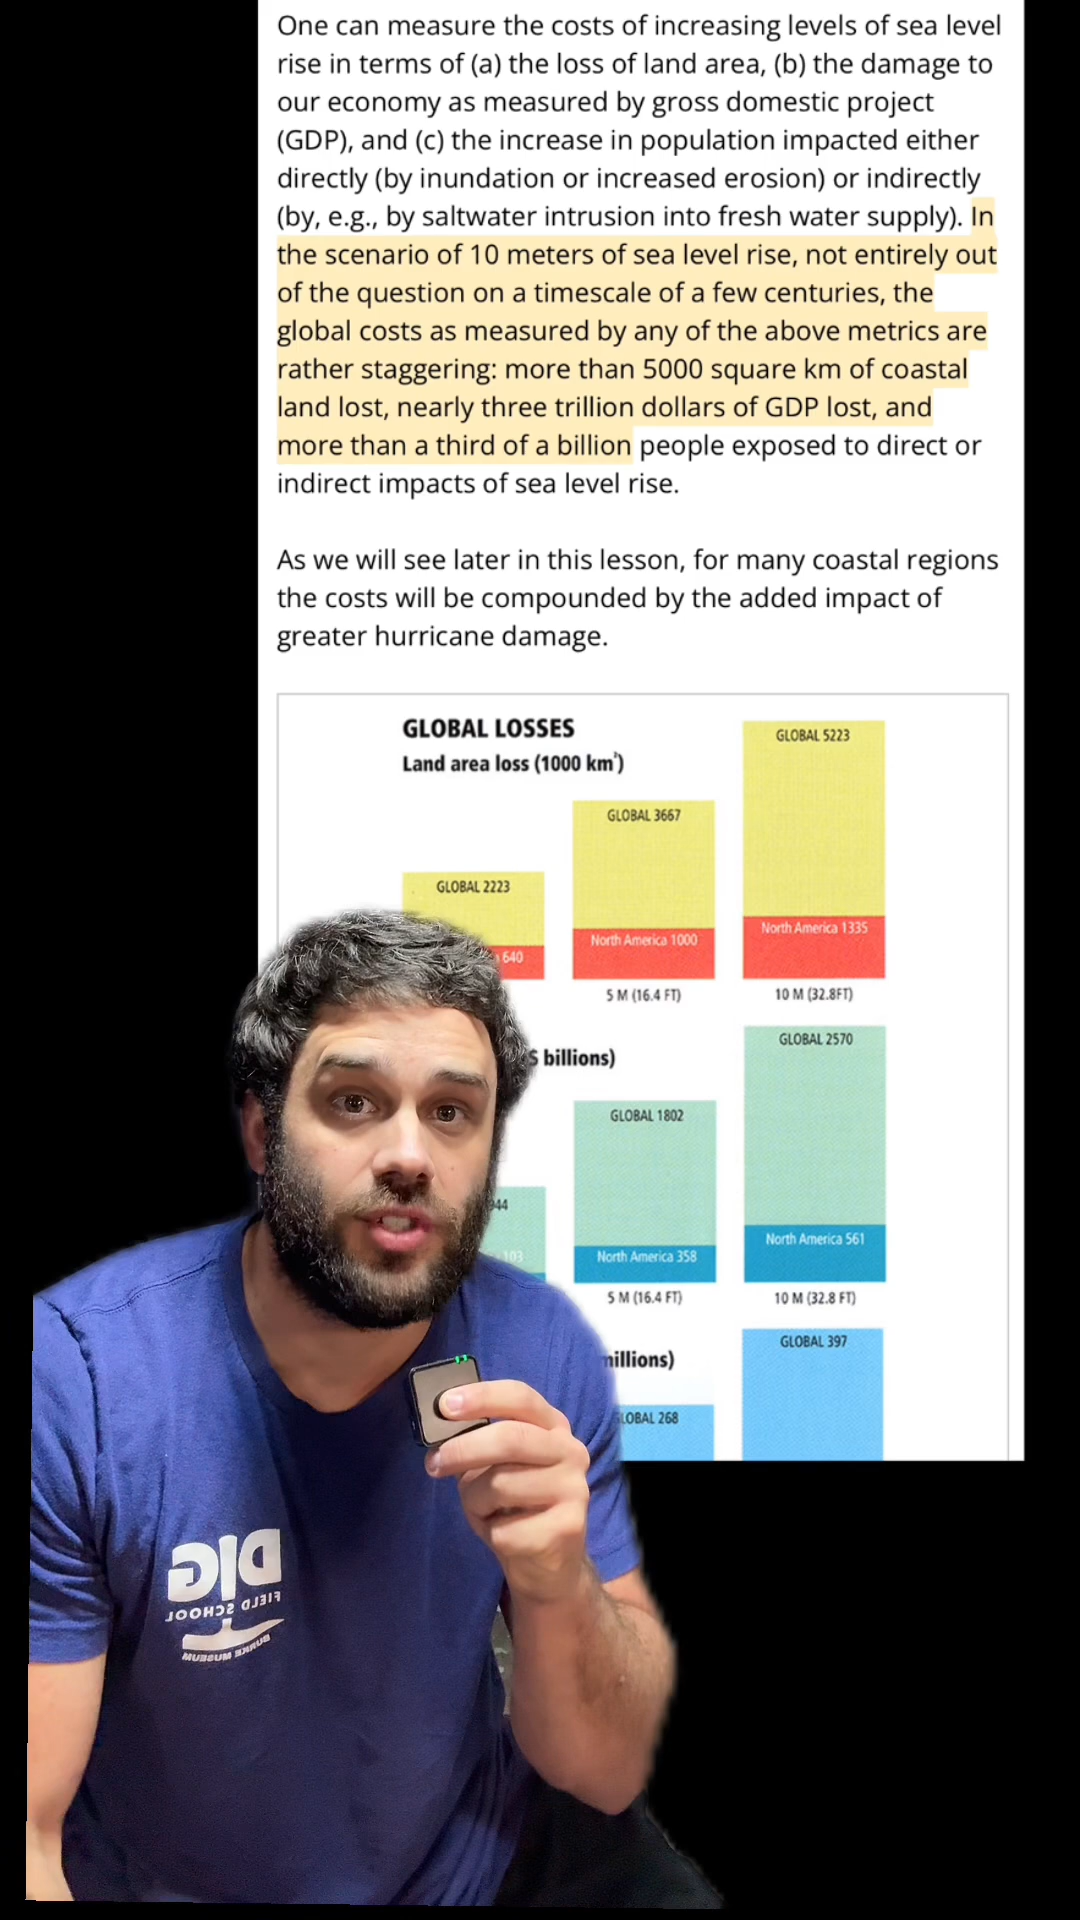 One can measure the costs of increasing levels of sea level
rise in terms of (a) the loss of land area, (b) the damage to
our economy as measured by gross domestic project
(GDP), and (c) the increase in population impacted either
directly (by inundation or increased erosion) or indirectly
(by, e.g., by saltwater intrusion into fresh water supply). In
the scenario of 10 meters of sea level rise, not entirely out
of the question on a timescale of a few centuries, the
global costs as measured by any of the above metrics are
rather staggering: more than 5000 square km of coastal
land lost, nearly three trillion dollars of GDP lost, and
more than a third of a billion people exposed to direct or
indirect impacts of sea level rise.
As we will see later in this lesson, for many coastal regions
the costs will be compounded by the added impact of
greater hurricane damage.
GLOBAL LOSSES
Land area loss (1000 km²)
GLOBAL 2223
640
GLOBAL 3667
North America 1000
5 M (16.4 FT)
GLOBAL 5223
North America 1335
10 M (32.8FT)
$ billions)
944
103
GLOBAL 1802
North America 358
5 M (16.4 FT)
GLOBAL 2570
North America 561
10 M (32.8 FT)
millions)
GLOBAL 268
GLOBAL 397
DIG
FIELD SCHOOL
BURKE MUSEUM